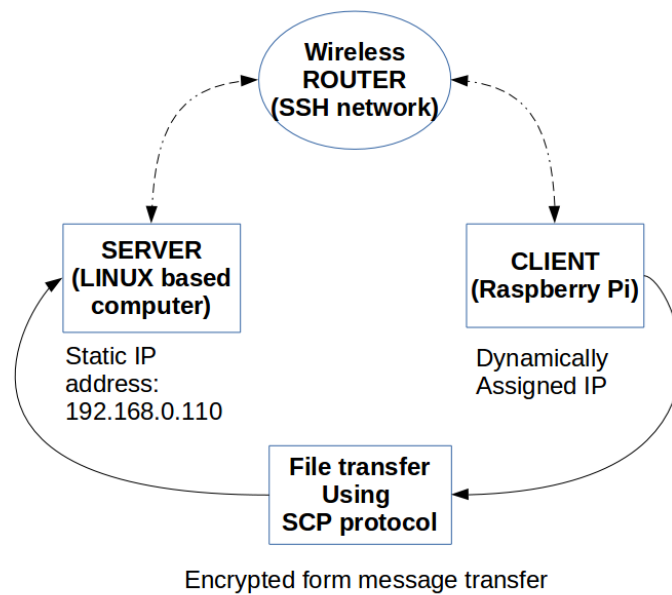 Wireless
ROUTER
(SSH network)
SERVER
(LINUX based
computer)
CLIENT
(Raspberry Pi)
Static IP
address:
192.168.0.110
Dynamically
Assigned IP
File transfer
Using
SCP protocol
Encrypted form message transfer